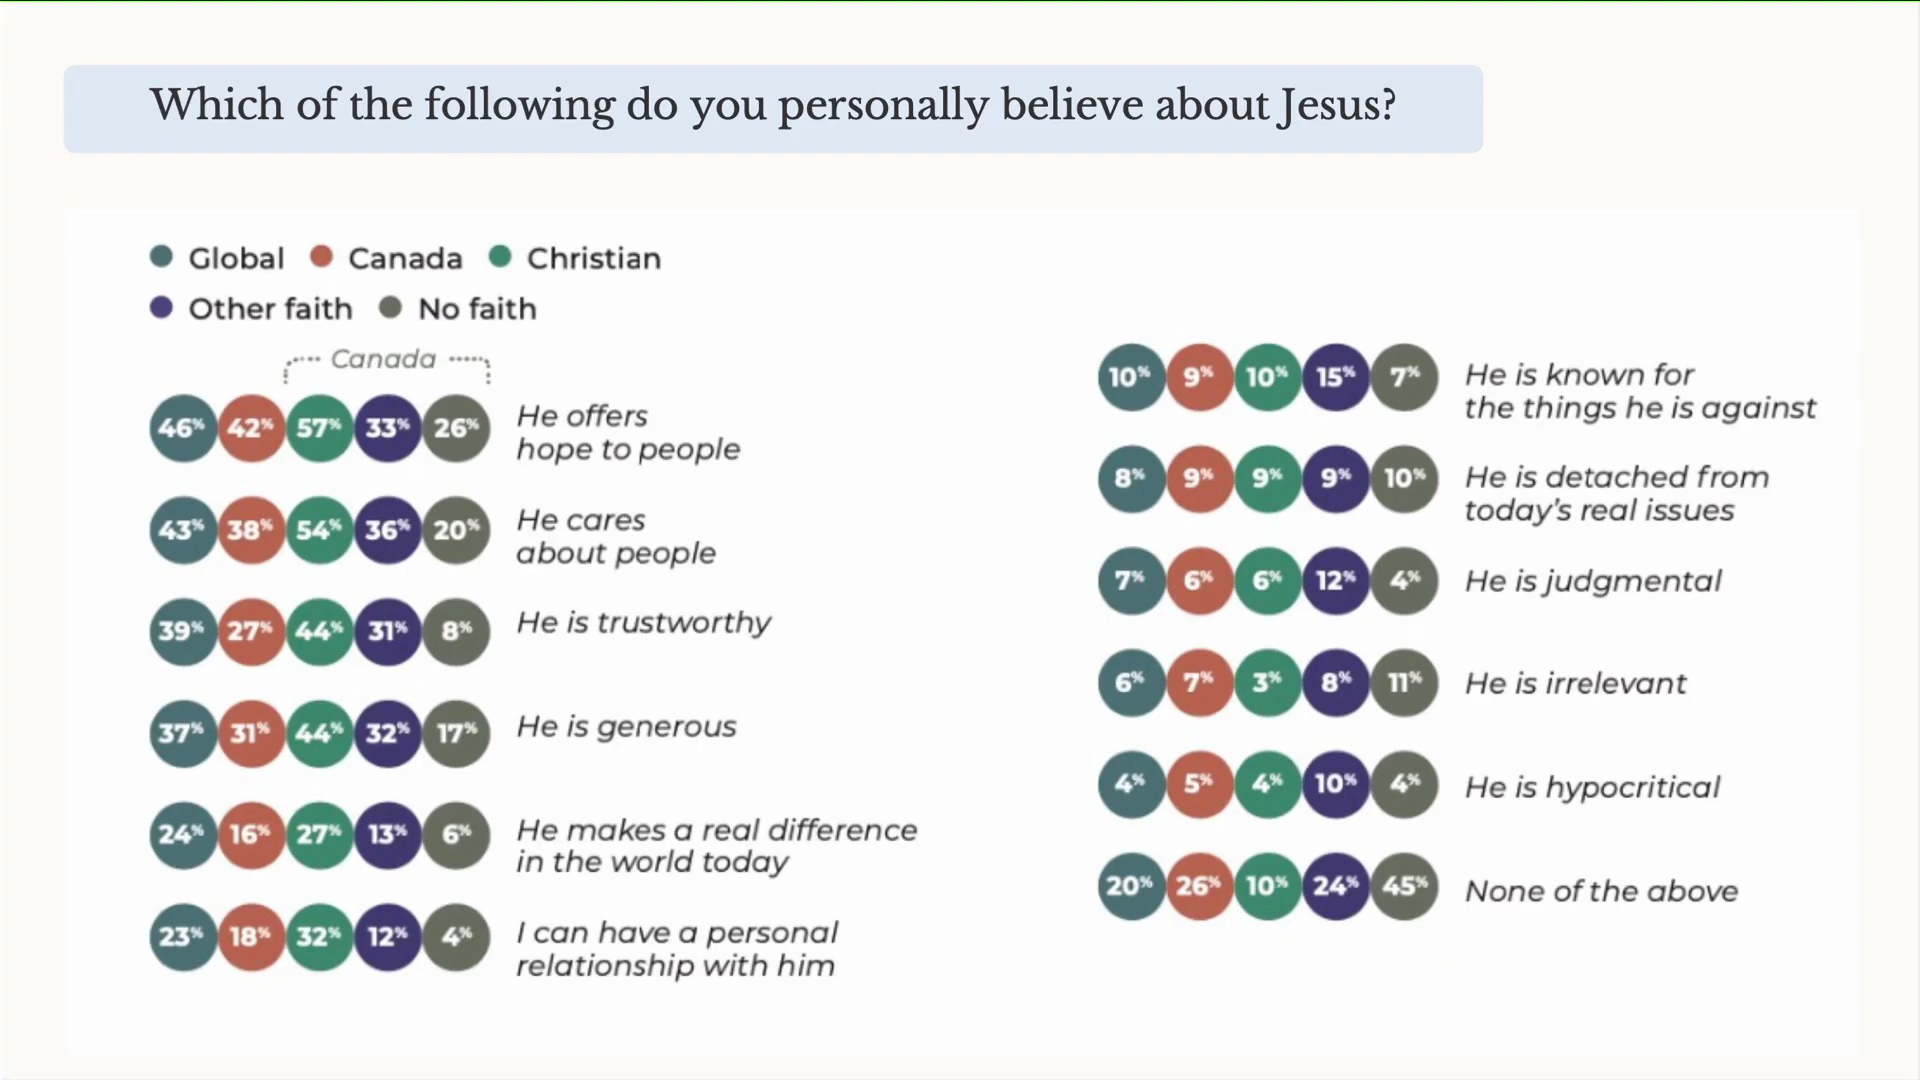 Which of the following do you personally believe about Jesus?
Global Canada Christian
Other faith No faith
Canada
46% 42% 57% 33% 26% He offers
hope to people
43% 38% 54% 36% 20% He cares
about people
39% 27% 44% 31% 8% He is trustworthy
37% 31% 44% 32% 17% He is generous
24% 16% 27% 13% 6% He makes a real difference
in the world today
23% 18% 32% 12% 4% I can have a personal
relationship with him
10% 9% 10% 15% 7% He is known for
the things he is against
8% 9% 9% 9% 10% He is detached from
today's real issues
7% 6% 6% 12% 4% He is judgmental
6% 7% 3% 8% 11% He is irrelevant
4% 5% 4% 10% 4% He is hypocritical
20% 26% 10% 24% 45% None of the above